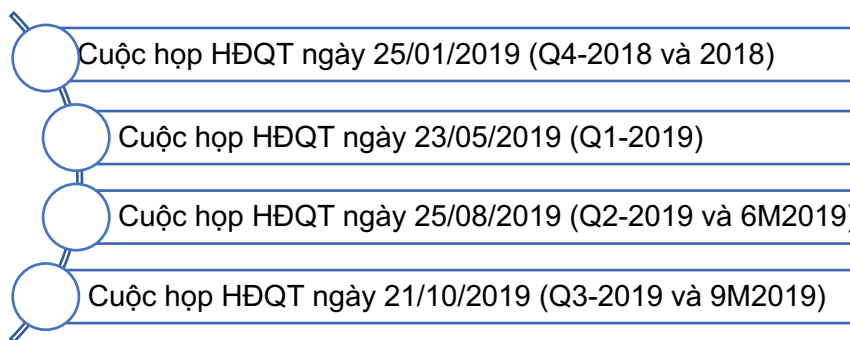 Cuộc họp HĐQT ngày 25/01/2019 (Q4-2018 và 2018)
Cuộc họp HĐQT ngày 23/05/2019 (Q1-2019)
Cuộc họp HĐQT ngày 25/08/2019 (Q2-2019 và 6M2019)
Cuộc họp HĐQT ngày 21/10/2019 (Q3-2019 và 9M2019)